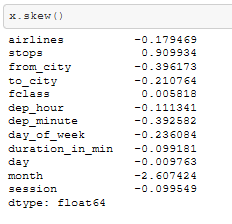 x.skew()
airlines -0.179469
stops 0.909934
from_city -0.396173
to_city -0.210764
fclass 0.005818
dep_hour -0.111341
dep_minute -0.392582
day_of_week -0.236084
duration_in_min -0.099181
day -0.009763
month -2.607424
session -0.099549
dtype: float64